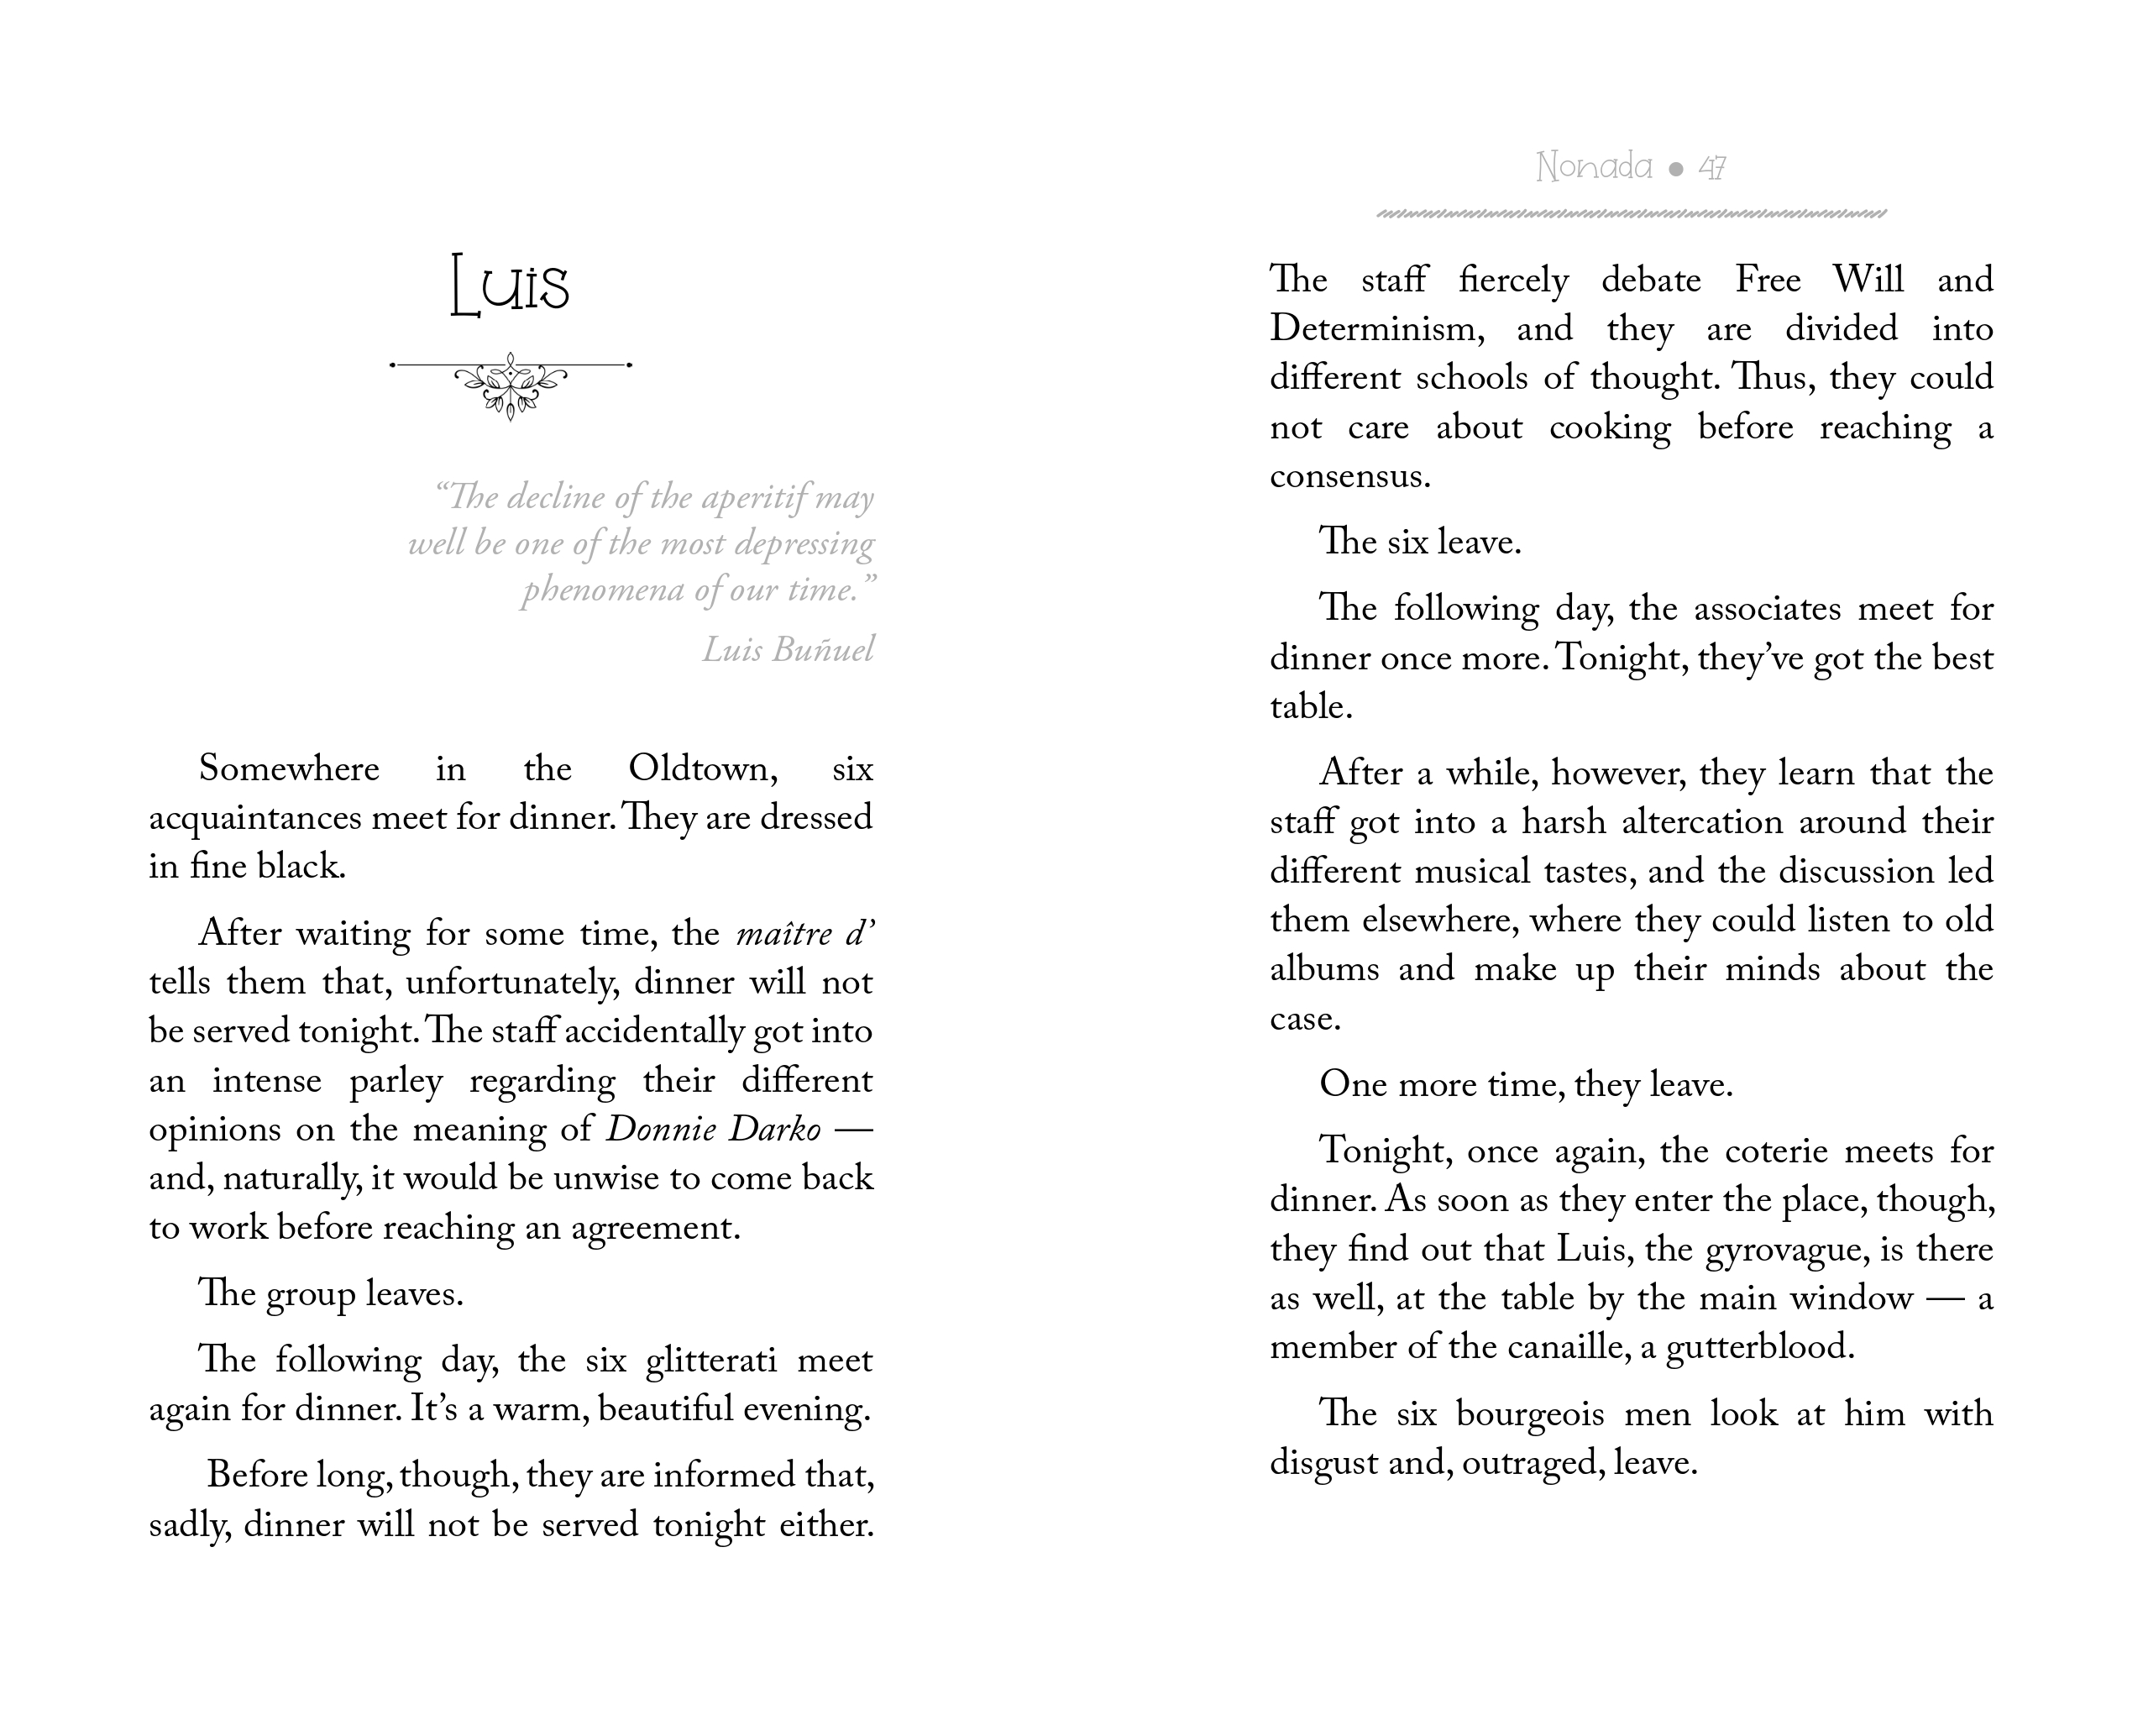 Luis
“The decline of the aperitif may
well be one of the most depressing
phenomena of our time.”
Luis Buñuel
Somewhere in the Oldtown, six
acquaintances meet for dinner. They are dressed
in fine black.
After waiting for some time, the maître d’
tells them that, unfortunately, dinner will not
be served tonight. The staff accidentally got into
an intense parley regarding their different
opinions on the meaning of Donnie Darko —
and, naturally, it would be unwise to come back
to work before reaching an agreement.
The group leaves.
The following day, the six glitterati meet
again for dinner. It’s a warm, beautiful evening.
Before long, though, they are informed that,
sadly, dinner will not be served tonight either.
Nonada ● 47
The staff fiercely debate Free Will and
Determinism, and they are divided into
different schools of thought. Thus, they could
not care about cooking before reaching a
consensus.
The six leave.
The following day, the associates meet for
dinner once more. Tonight, they’ve got the best
table.
After a while, however, they learn that the
staff got into a harsh altercation around their
different musical tastes, and the discussion led
them elsewhere, where they could listen to old
albums and make up their minds about the
case.
One more time, they leave.
Tonight, once again, the coterie meets for
dinner. As soon as they enter the place, though,
they find out that Luis, the gyrovague, is there
as well, at the table by the main window — a
member of the canaille, a gutterblood.
The six bourgeois men look at him with
disgust and, outraged, leave.